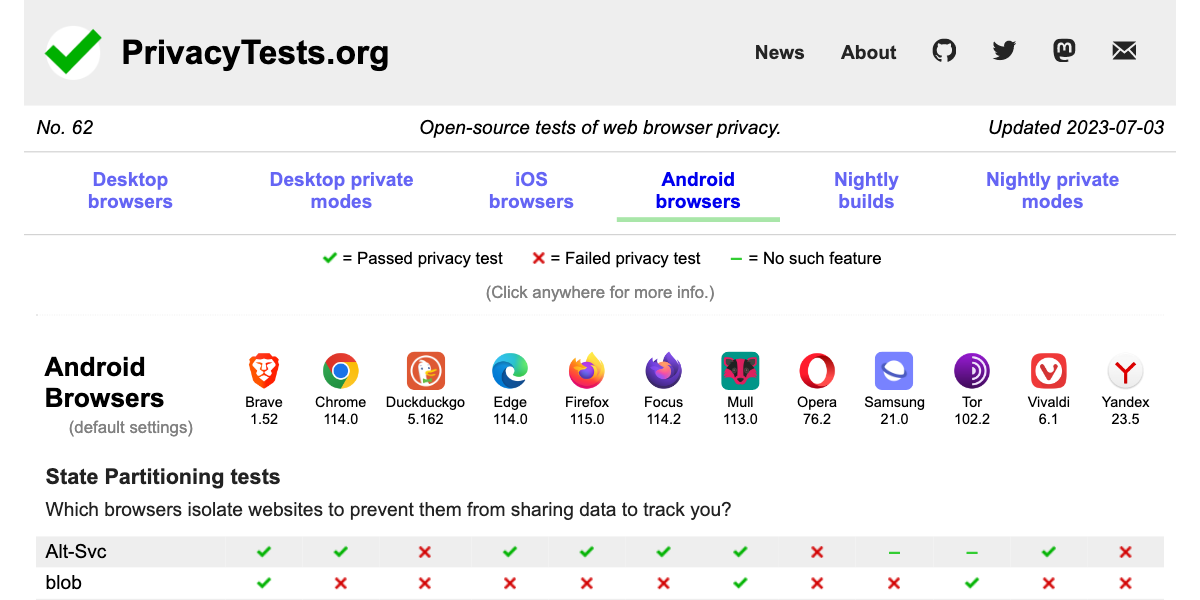 PrivacyTests.org
News About
No. 62 Open-source tests of web browser privacy. Updated 2023-07-03
Desktop browsers Desktop private modes iOS browsers Android browsers Nightly builds Nightly private modes
= Passed privacy test = Failed privacy test = No such feature
(Click anywhere for more info.)
Android
Browsers
(default settings)
Brave Chrome Duckduckgo Edge Firefox Focus Mull Opera Samsung Tor Vivaldi Yandex
1.52 114.0 5.162 114.0 115.0 114.2 113.0 76.2 21.0 102.2 6.1 23.5
State Partitioning tests
Which browsers isolate websites to prevent them from sharing data to track you?
Alt-Svc
blob